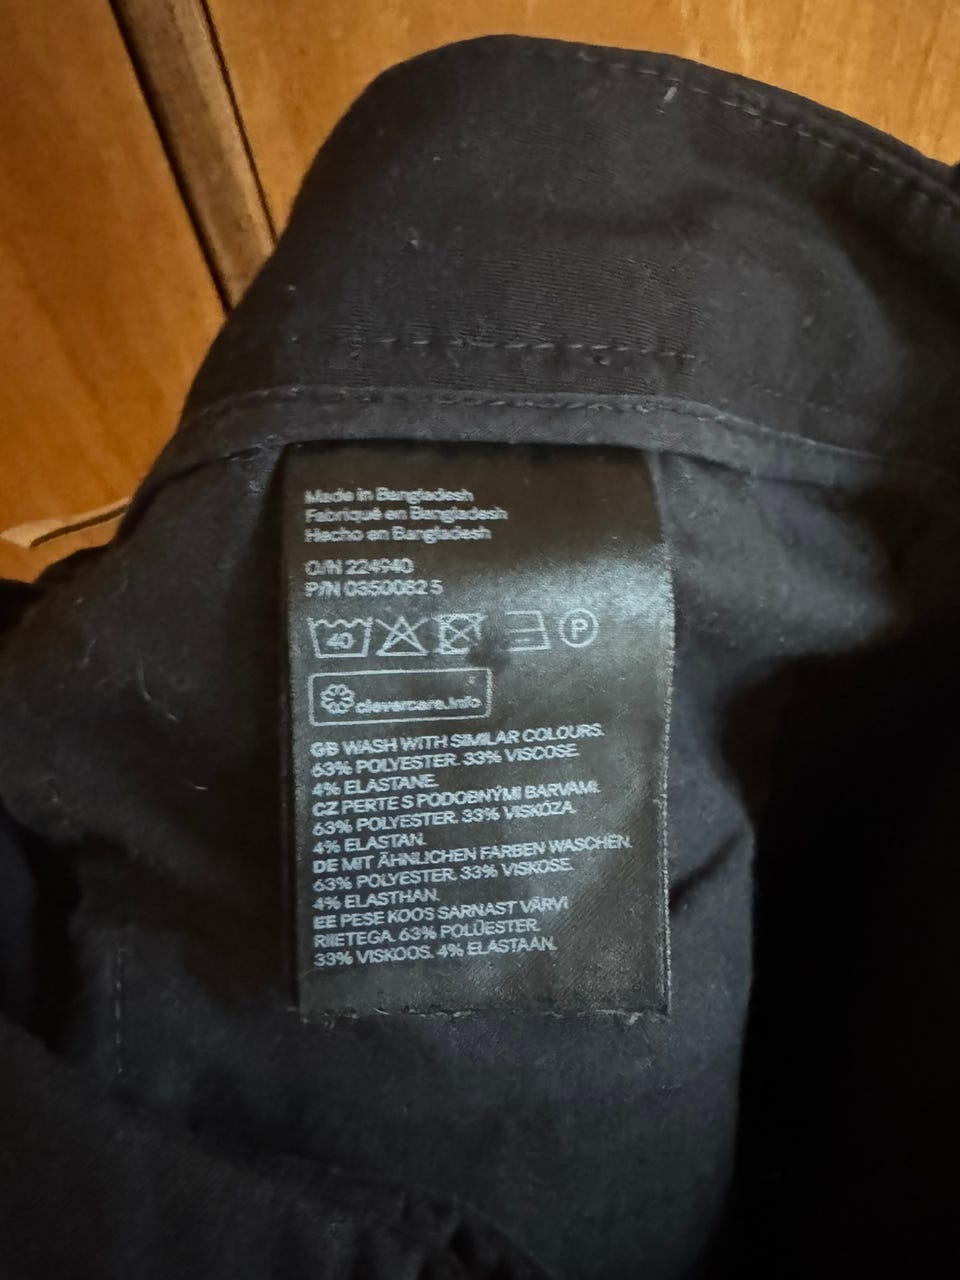 Made in Bangladesh
Fabriqué en Bangladesh
Hecho en Bangladesh
O/N 224940
P/N 0350082 5
40 P
clevercare.info
GB WASH WITH SIMILAR COLOURS.
63% POLYESTER. 33% VISCOSE.
4% ELASTANE.
CZ PERTE S PODOBNÝMI BARVAMI.
63% POLYESTER. 33% VISKÓZA.
4% ELASTAN.
DE MIT ÄHNLICHEN FARBEN WASCHEN.
63% POLYESTER. 33% VISKOSE.
4% ELASTHAN.
EE PESE KOOS SARNAST VÄRVI
RIIETEGA. 63% POLÜESTER.
33% VISKOOS. 4% ELASTAAN.